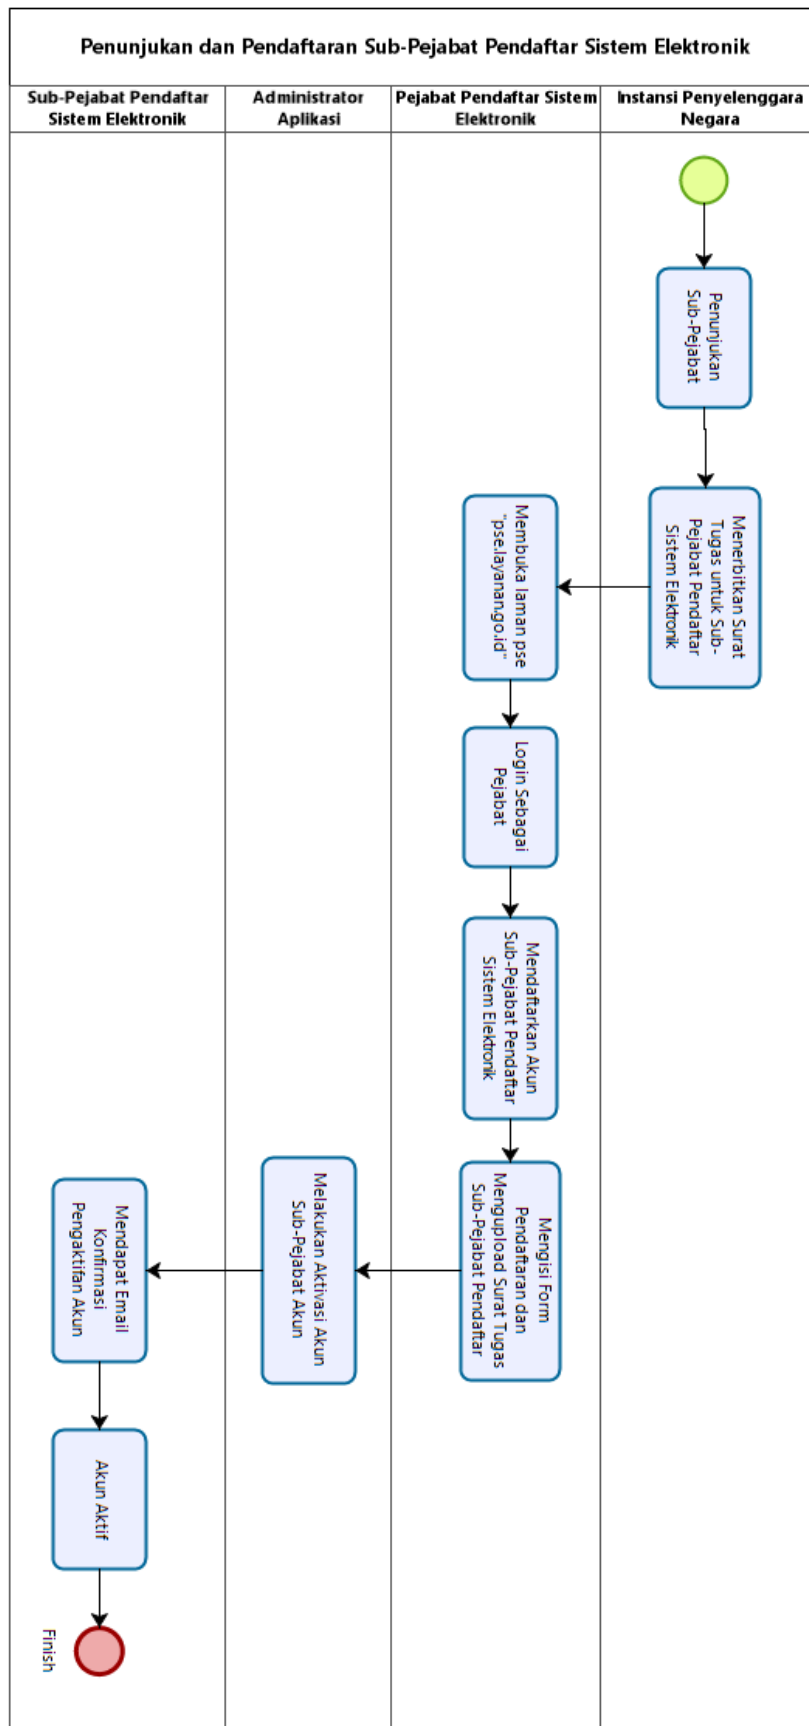 Penunjukan dan Pendaftaran Sub-Pejabat Pendaftar Sistem Elektronik
Sub-Pejabat Pendaftar
Sistem Elektronik
Administrator
Aplikasi
Pejabat Pendaftar Sistem
Elektronik
Instansi Penyelenggara
Negara
Penunjukan
Sub-Pejabat
Menerbitkan Surat
Tugas untuk Sub-
Pejabat Pendaftar
Sistem Elektronik
Membuka laman pse
"pse.layanan.go.id"
Login Sebagai
Pejabat
Mendaftarkan Akun
Sub-Pejabat Pendaftar
Sistem Elektronik
Mengisi Form
Pendaftaran dan
Mengupload Surat Tugas
Sub-Pejabat Pendaftar
Melakukan Aktivasi Akun
Sub-Pejabat Akun
Mendapat Email
Konfirmasi
Pengaktifan Akun
Akun Aktif
Finish